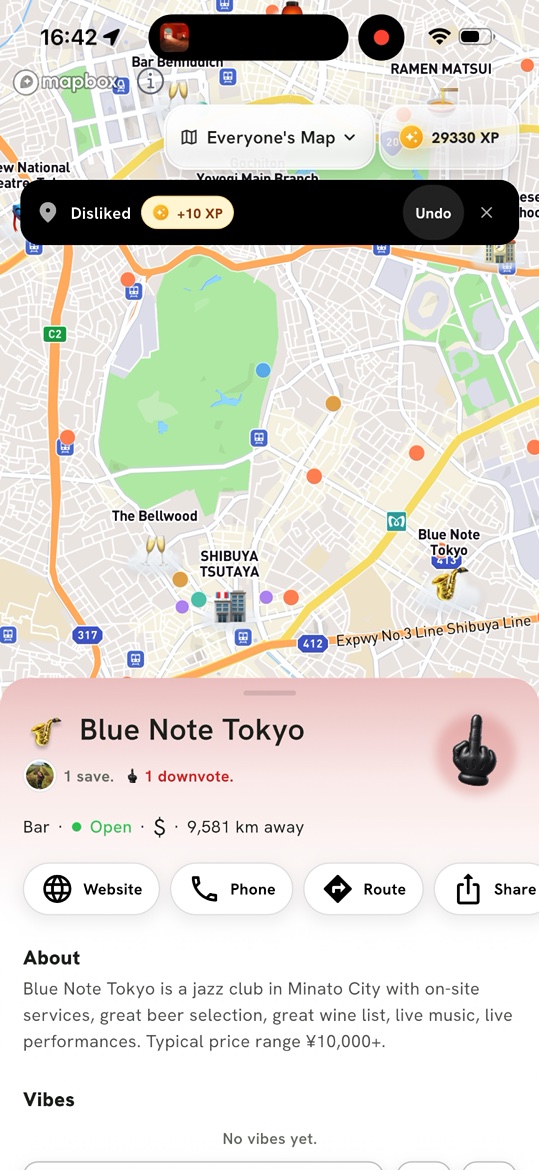 16:42
Bar Benfiddich
RAMEN MATSUI
mapbox
Everyone's Map
20
29330 XP
ew National
Yoyogi Main Branch
Disliked
+10 XP
Undo
C2
The Bellwood
SHIBUYA
TSUTAYA
Blue Note
Tokyo
413
317
412
Expwy No.3 Line Shibuya Line
Blue Note Tokyo
1 save. 1 downvote.
Bar · Open · $ · 9,581 km away
Website
Phone
Route
Share
About
Blue Note Tokyo is a jazz club in Minato City with on-site
services, great beer selection, great wine list, live music, live
performances. Typical price range ¥10,000+.
Vibes
No vibes yet.